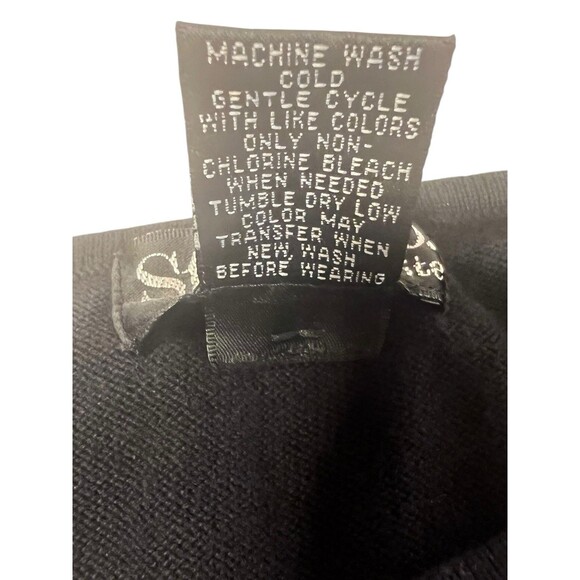 MACHINE WASH
COLD
GENTLE CYCLE
WITH LIKE COLORS
ONLY NON-
CHLORINE BLEACH
WHEN NEEDED
TUMBLE DRY LOW
COLOR MAY
TRANSFER WHEN
NEW, WASH
BEFORE WEARING